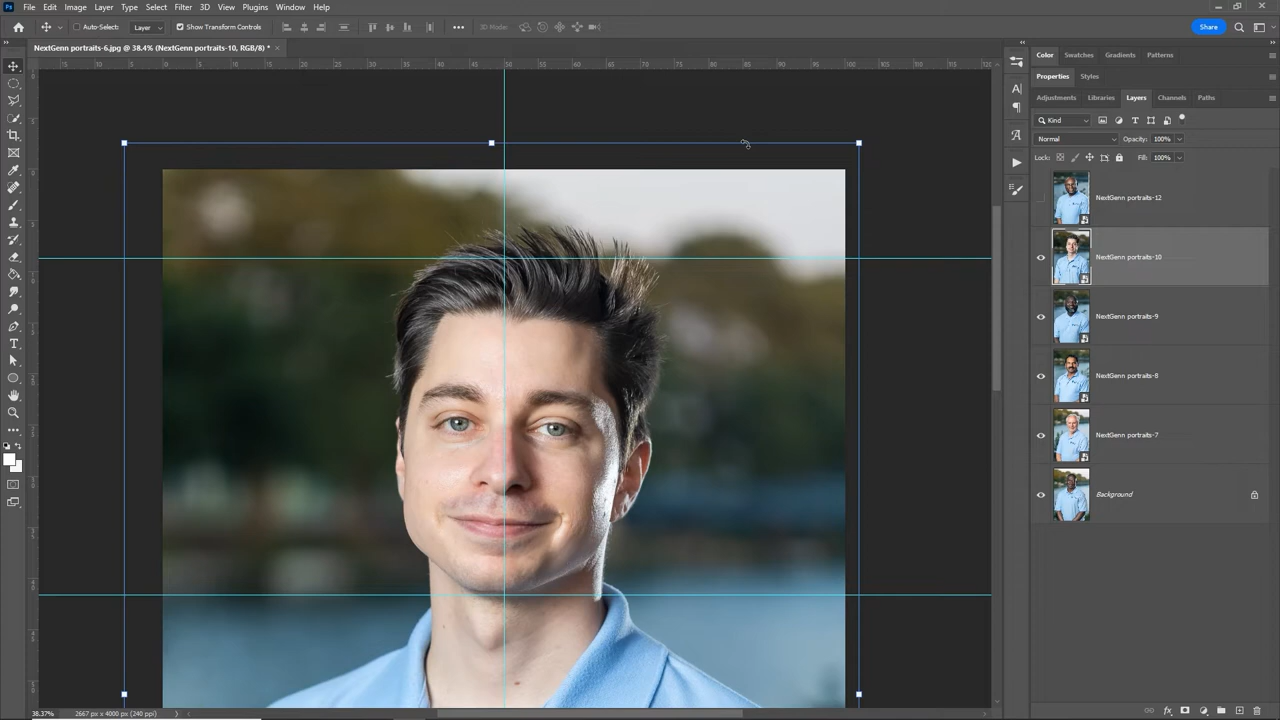 File Edit Image Layer Type Select Filter 3D View Plugins Window Help
Auto-Select: Layer Show Transform Controls 3D Mode: Share
NextGenn portraits-6.jpg @ 38.4% (NextGenn portraits-10, RGB/8) *
Color Swatches Gradients Patterns
Properties Styles
Adjustments Libraries Layers Channels Paths
Kind
Normal Opacity: 100%
Lock: Fill: 100%
NextGenn portraits-12
NextGenn portraits-10
NextGenn portraits-9
NextGenn portraits-8
NextGenn portraits-7
Background
38.37% 2667 px x 4000 px (240 ppi)